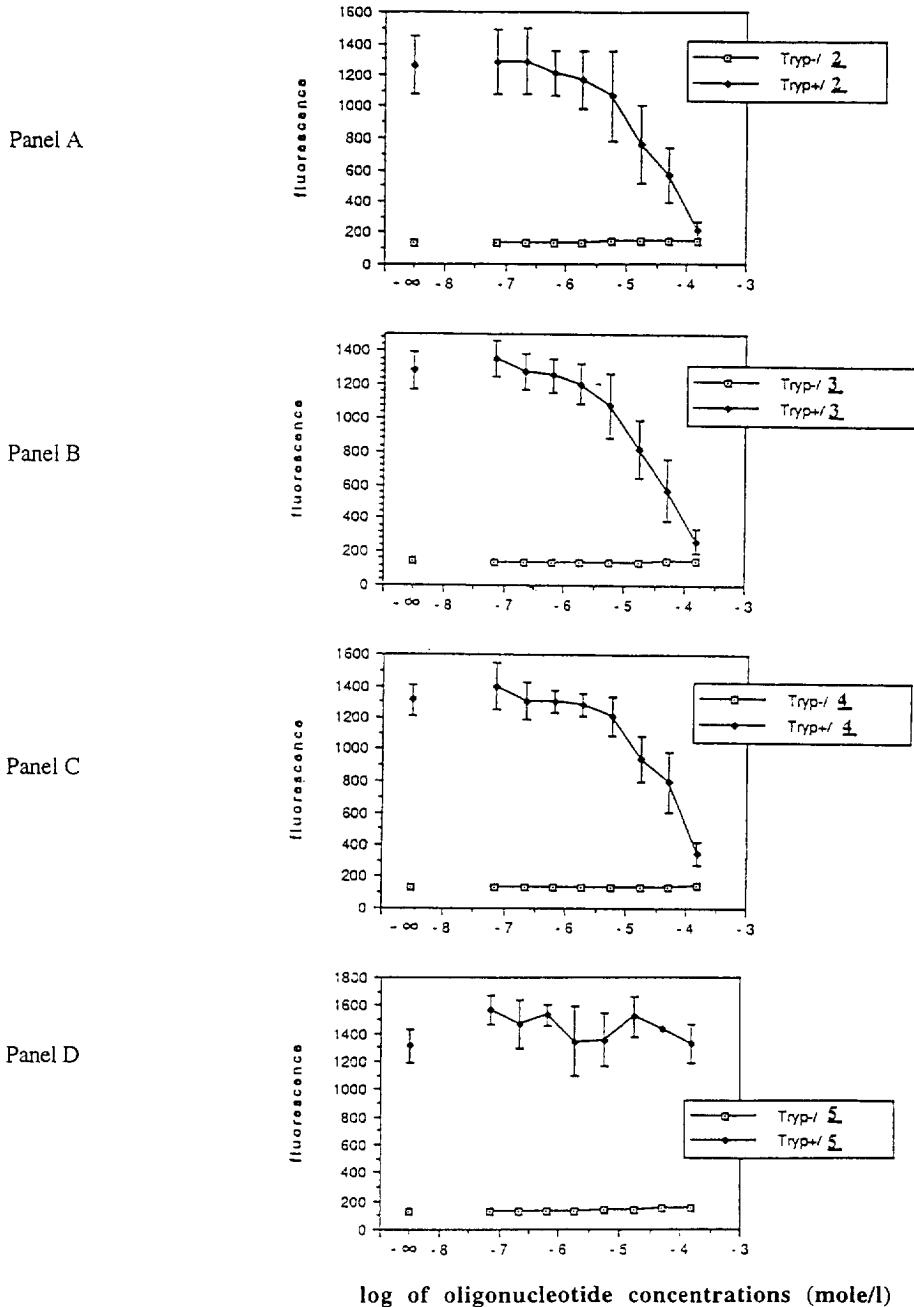 Panel A
fluorescence
1600
1400
1200
1000
800
600
400
200
0
- ∞ -8 -7 -6 -5 -4 -3
Tryp-/ 2
Tryp+/ 2
Panel B
fluorescence
1400
1200
1000
800
600
400
200
0
- ∞ -8 -7 -6 -5 -4 -3
Tryp-/ 3
Tryp+/ 3
Panel C
fluorescence
1600
1400
1200
1000
800
600
400
200
0
- ∞ -8 -7 -6 -5 -4 -3
Tryp-/ 4
Tryp+/ 4
Panel D
fluorescence
1800
1600
1400
1200
1000
800
600
400
200
0
- ∞ -8 -7 -6 -5 -4 -3
Tryp-/ 5
Tryp+/ 5
log of oligonucleotide concentrations (mole/l)